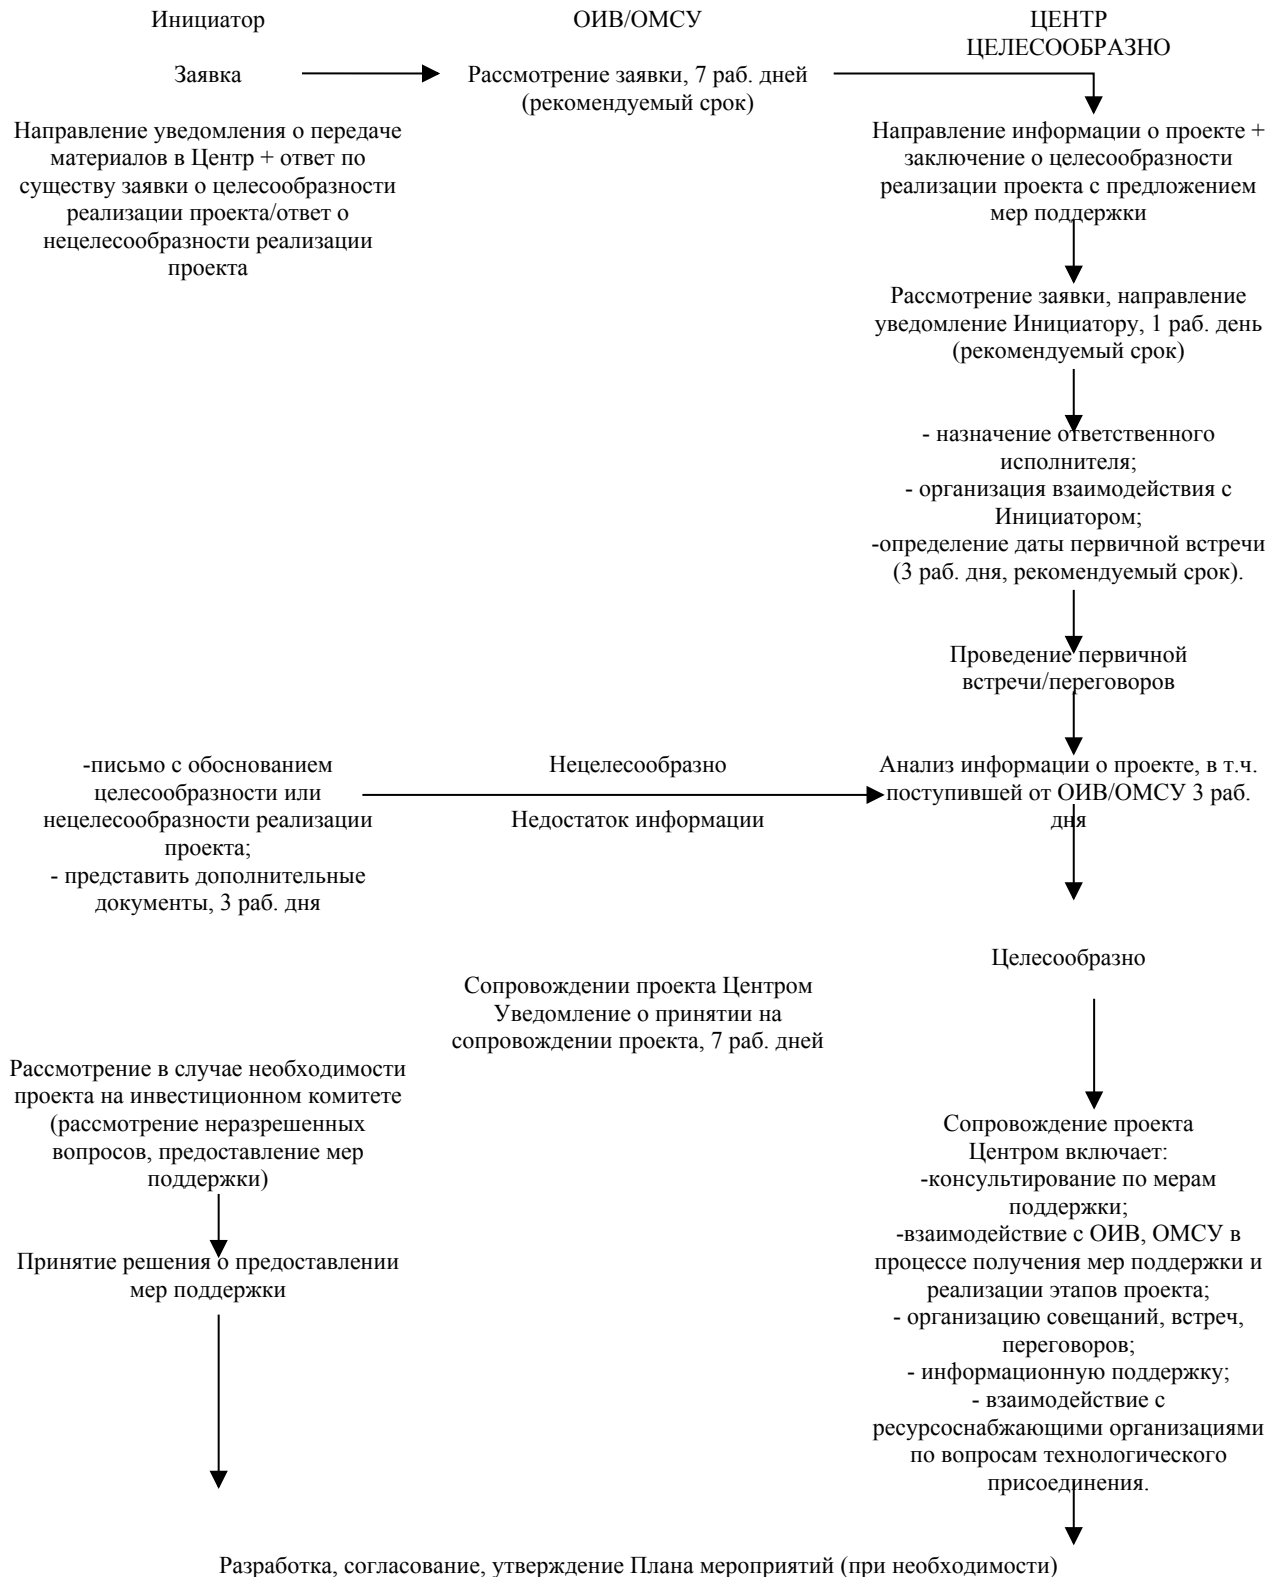 Инициатор
ОИВ/ОМСУ
ЦЕНТР
ЦЕЛЕСООБРАЗНО
Заявка
Рассмотрение заявки, 7 раб. дней
(рекомендуемый срок)
Направление уведомления о передаче
материалов в Центр + ответ по
существу заявки о целесообразности
реализации проекта/ответ о
нецелесообразности реализации
проекта
Направление информации о проекте +
заключение о целесообразности
реализации проекта с предложением
мер поддержки
Рассмотрение заявки, направление
уведомление Инициатору, 1 раб. день
(рекомендуемый срок)
- назначение ответственного
исполнителя;
- организация взаимодействия с
Инициатором;
-определение даты первичной встречи
(3 раб. дня, рекомендуемый срок).
Проведение первичной
встречи/переговоров
-письмо с обоснованием
целесообразности или
нецелесообразности реализации
проекта;
- представить дополнительные
документы, 3 раб. дня
Нецелесообразно
Недостаток информации
Анализ информации о проекте, в т.ч.
поступившей от ОИВ/ОМСУ 3 раб.
дня
Целесообразно
Сопровождении проекта Центром
Уведомление о принятии на
сопровождении проекта, 7 раб. дней
Рассмотрение в случае необходимости
проекта на инвестиционном комитете
(рассмотрение неразрешенных
вопросов, предоставление мер
поддержки)
Принятие решения о предоставлении
мер поддержки
Сопровождение проекта
Центром включает:
-консультирование по мерам
поддержки;
-взаимодействие с ОИВ, ОМСУ в
процессе получения мер поддержки и
реализации этапов проекта;
- организацию совещаний, встреч,
переговоров;
- информационную поддержку;
- взаимодействие с
ресурсоснабжающими организациями
по вопросам технологического
присоединения.
Разработка, согласование, утверждение Плана мероприятий (при необходимости)